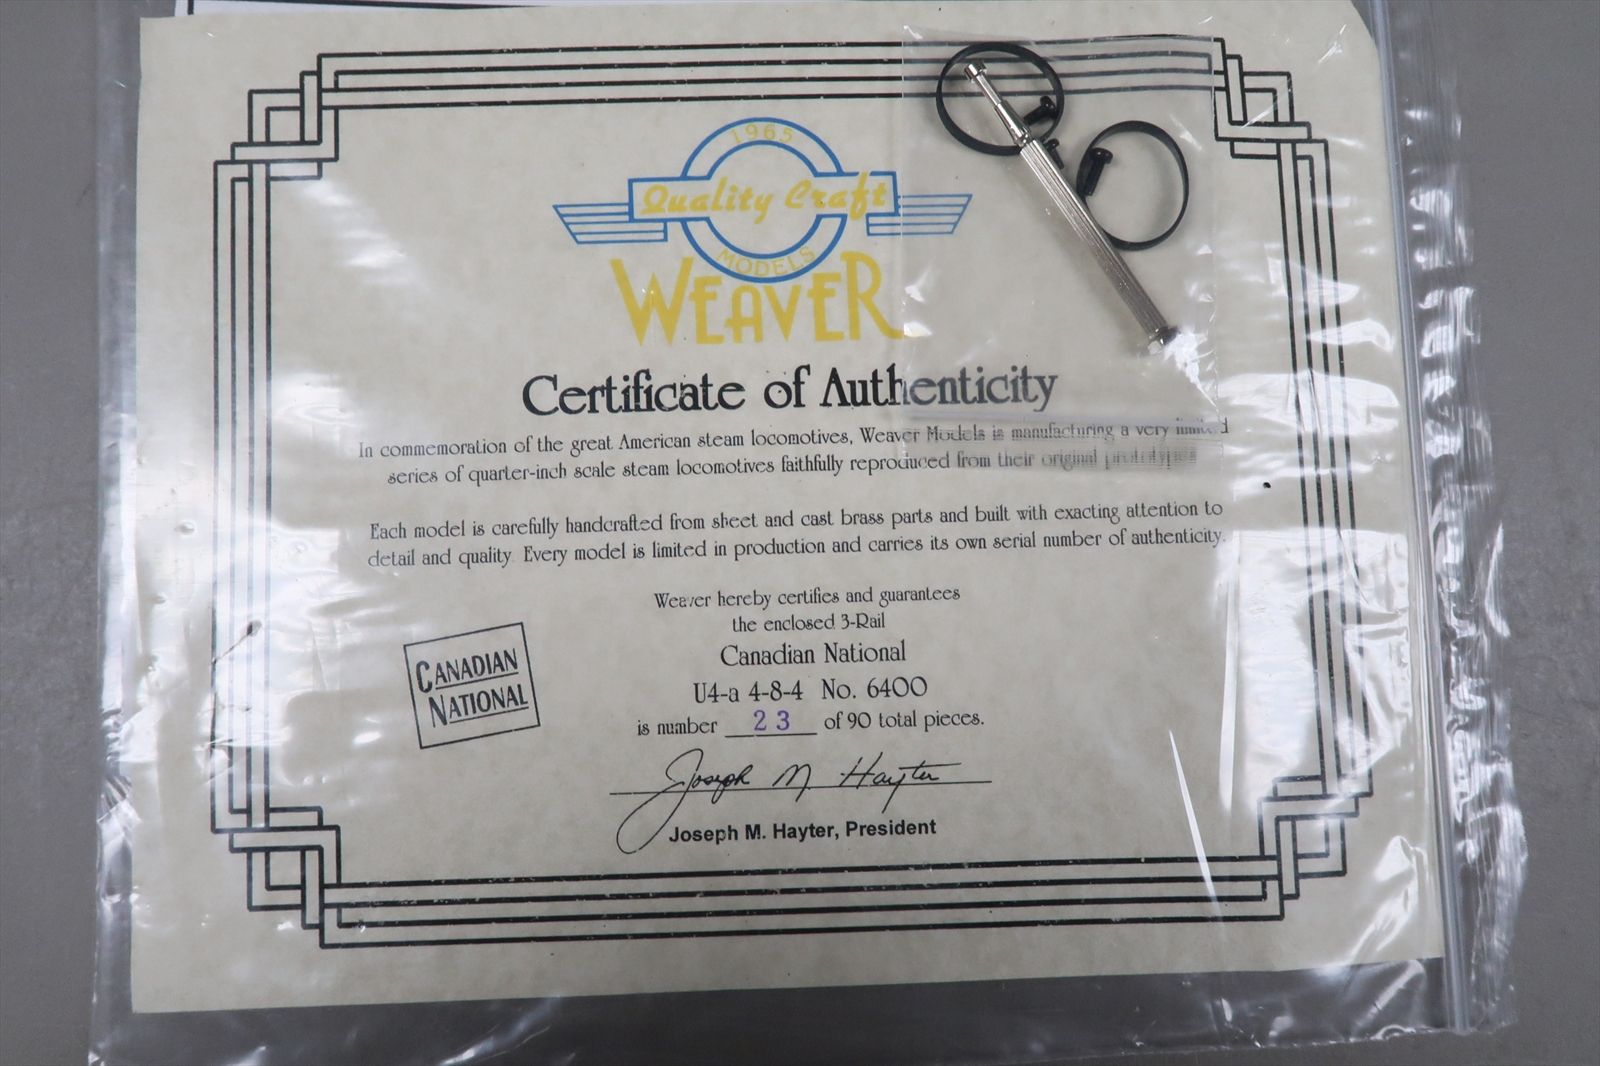 1965
Quality Craft
MODELS
WEAVER
Certificate of Authenticity
In commemoration of the great American steam locomotives, Weaver Models is manufacturing a very limited
series of quarter-inch scale steam locomotives faithfully reproduced from their original prototypes
Each model is carefully handcrafted from sheet and cast brass parts and built with exacting attention to
detail and quality. Every model is limited in production and carries its own serial number of authenticity.
Weaver hereby certifies and guarantees
the enclosed 3-Rail
Canadian National
U4-a 4-8-4 No. 6400
is number 23 of 90 total pieces.
CANADIAN
NATIONAL
Joseph M. Hayter
Joseph M. Hayter, President